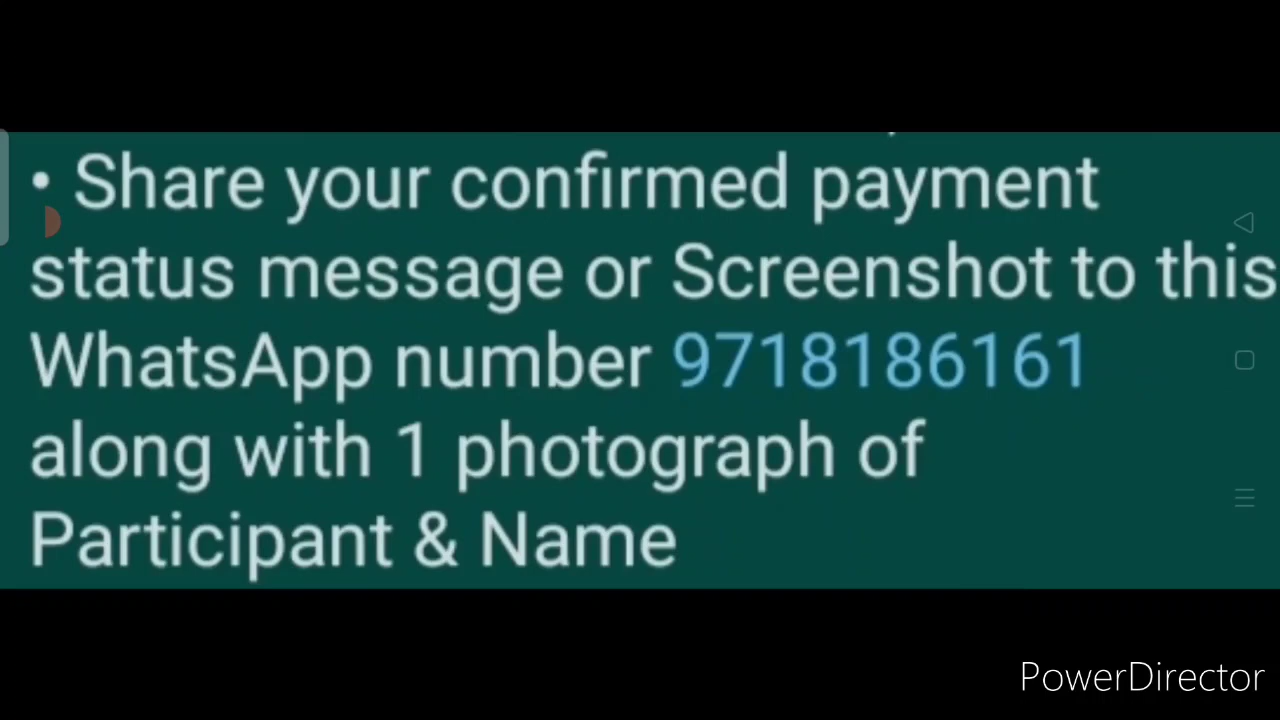 • Share your confirmed payment
status message or Screenshot to this
WhatsApp number 9718186161
along with 1 photograph of
Participant & Name
PowerDirector